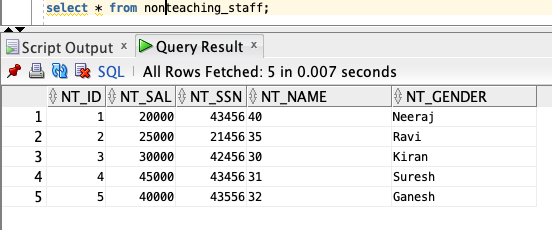 select * from nonteaching_staff;
Script Output × Query Result ×
SQL | All Rows Fetched: 5 in 0.007 seconds
NT_ID NT_SAL NT_SSN NT_NAME NT_GENDER
1 1 20000 43456 40 Neeraj
2 2 25000 21456 35 Ravi
3 3 30000 42456 30 Kiran
4 4 45000 43456 31 Suresh
5 5 40000 43556 32 Ganesh